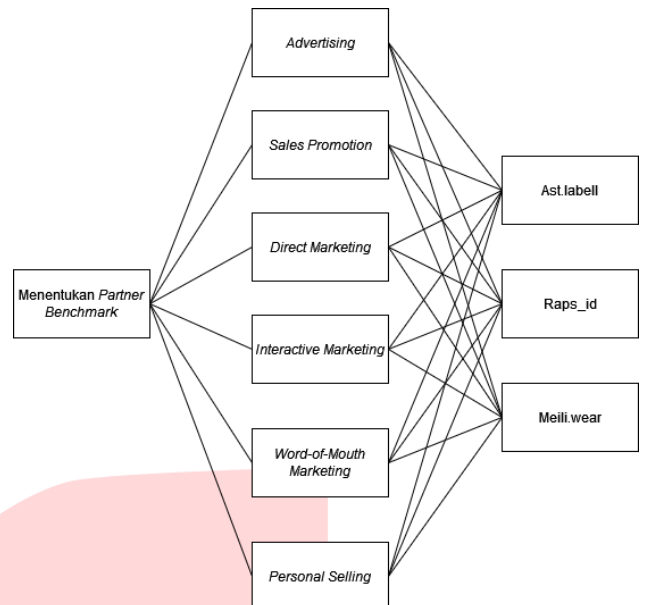 Menentukan Partner
Benchmark
Advertising
Sales Promotion
Direct Marketing
Interactive Marketing
Word-of-Mouth
Marketing
Personal Selling
Ast.labell
Raps_id
Meili.wear